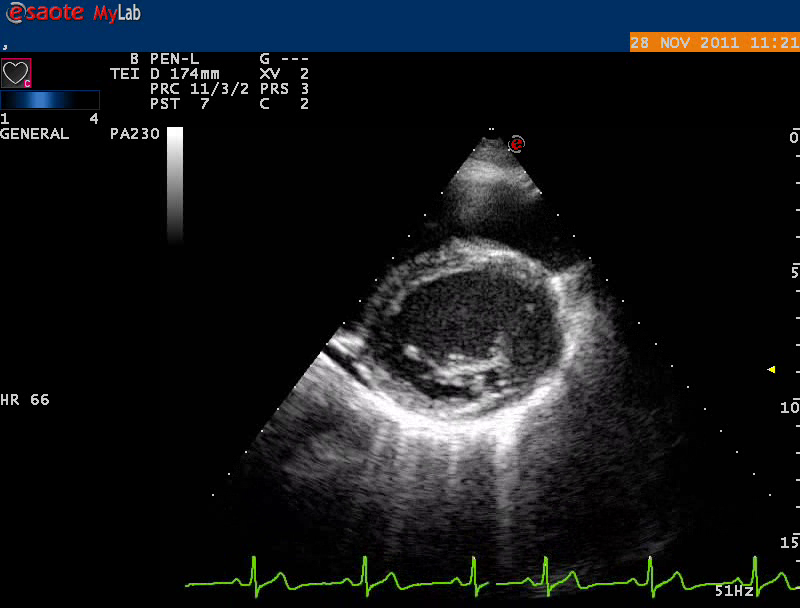 esaote MyLab
,
28 NOV 2011 11:21
B PEN-L G ---
TEI D 174mm XV 2
PRC 11/3/2 PRS 3
PST 7 C 2
C
1 4
GENERAL PA230
e
0
5
HR 66
10
15
51Hz